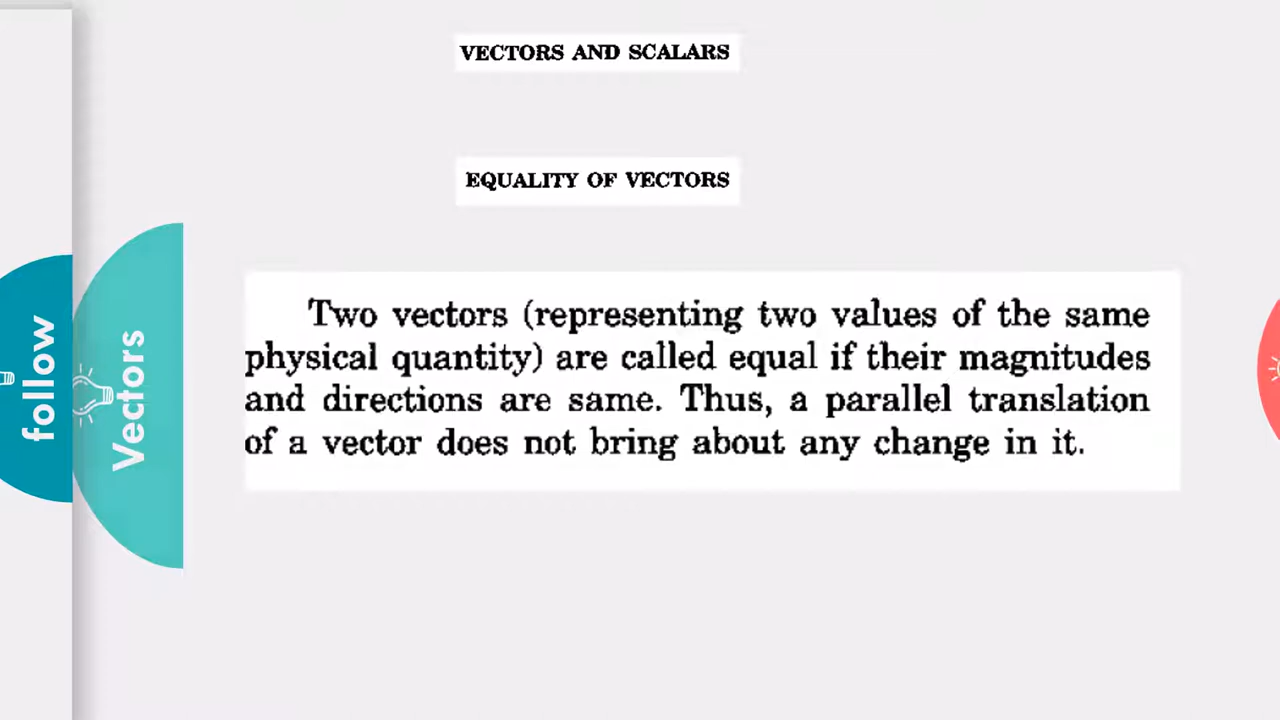 VECTORS AND SCALARS
EQUALITY OF VECTORS
Two vectors (representing two values of the same
physical quantity) are called equal if their magnitudes
and directions are same. Thus, a parallel translation
of a vector does not bring about any change in it.
follow
Vectors